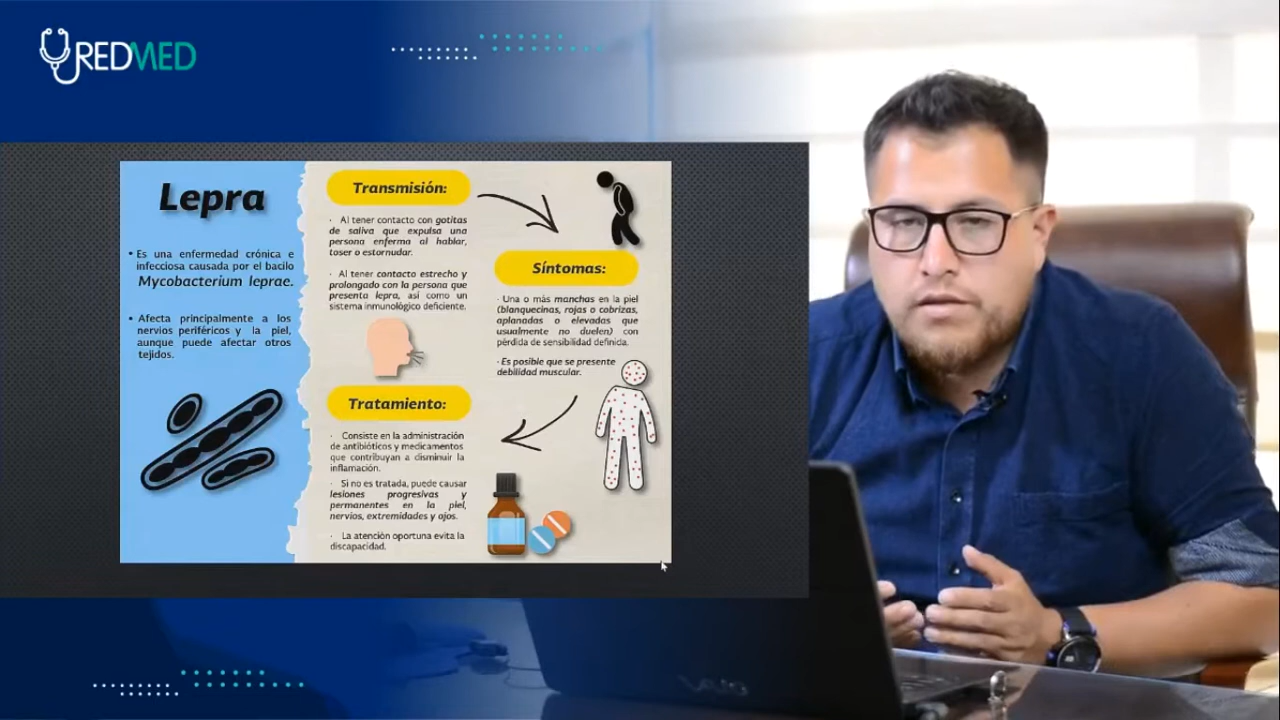 REDMED
Lepra
• Es una enfermedad crónica e
infecciosa causada por el bacilo
Mycobacterium leprae.
• Afecta principalmente a los
nervios periféricos y la piel,
aunque puede afectar otros
tejidos.
Transmisión:
· Al tener contacto con gotitas
de saliva que expulsa una
persona enferma al hablar,
toser o estornudar.
· Al tener contacto estrecho y
prolongado con la persona que
presenta lepra, así como un
sistema inmunológico deficiente.
Síntomas:
· Una o más manchas en la piel
(blanquecinas, rojas o cobrizas,
aplanadas o elevadas que
usualmente no duelen) con
pérdida de sensibilidad definida.
· Es posible que se presente
debilidad muscular.
Tratamiento:
· Consiste en la administración
de antibióticos y medicamentos
que contribuyan a disminuir la
inflamación.
· Si no es tratada, puede causar
lesiones progresivas y
permanentes en la piel,
nervios, extremidades y ojos.
· La atención oportuna evita la
discapacidad.
VAIO